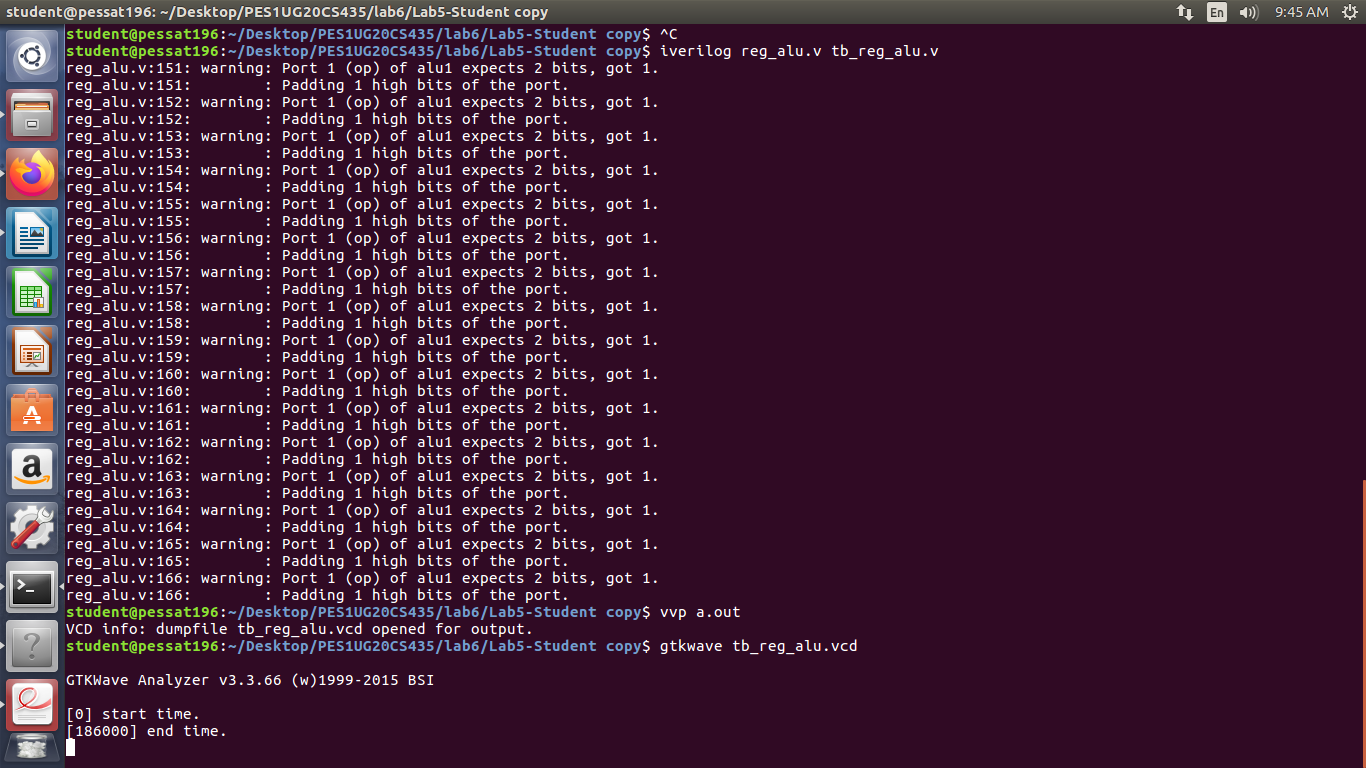 student@pessat196: ~/Desktop/PES1UG20CS435/lab6/Lab5-Student copy
En
9:45 AM
student@pessat196:~/Desktop/PES1UG20CS435/lab6/Lab5-Student copy$ ^C
student@pessat196:~/Desktop/PES1UG20CS435/lab6/Lab5-Student copy$ iverilog reg_alu.v tb_reg_alu.v
reg_alu.v:151: warning: Port 1 (op) of alu1 expects 2 bits, got 1.
reg_alu.v:151:        : Padding 1 high bits of the port.
reg_alu.v:152: warning: Port 1 (op) of alu1 expects 2 bits, got 1.
reg_alu.v:152:        : Padding 1 high bits of the port.
reg_alu.v:153: warning: Port 1 (op) of alu1 expects 2 bits, got 1.
reg_alu.v:153:        : Padding 1 high bits of the port.
reg_alu.v:154: warning: Port 1 (op) of alu1 expects 2 bits, got 1.
reg_alu.v:154:        : Padding 1 high bits of the port.
reg_alu.v:155: warning: Port 1 (op) of alu1 expects 2 bits, got 1.
reg_alu.v:155:        : Padding 1 high bits of the port.
reg_alu.v:156: warning: Port 1 (op) of alu1 expects 2 bits, got 1.
reg_alu.v:156:        : Padding 1 high bits of the port.
reg_alu.v:157: warning: Port 1 (op) of alu1 expects 2 bits, got 1.
reg_alu.v:157:        : Padding 1 high bits of the port.
reg_alu.v:158: warning: Port 1 (op) of alu1 expects 2 bits, got 1.
reg_alu.v:158:        : Padding 1 high bits of the port.
reg_alu.v:159: warning: Port 1 (op) of alu1 expects 2 bits, got 1.
reg_alu.v:159:        : Padding 1 high bits of the port.
reg_alu.v:160: warning: Port 1 (op) of alu1 expects 2 bits, got 1.
reg_alu.v:160:        : Padding 1 high bits of the port.
reg_alu.v:161: warning: Port 1 (op) of alu1 expects 2 bits, got 1.
reg_alu.v:161:        : Padding 1 high bits of the port.
reg_alu.v:162: warning: Port 1 (op) of alu1 expects 2 bits, got 1.
reg_alu.v:162:        : Padding 1 high bits of the port.
reg_alu.v:163: warning: Port 1 (op) of alu1 expects 2 bits, got 1.
reg_alu.v:163:        : Padding 1 high bits of the port.
reg_alu.v:164: warning: Port 1 (op) of alu1 expects 2 bits, got 1.
reg_alu.v:164:        : Padding 1 high bits of the port.
reg_alu.v:165: warning: Port 1 (op) of alu1 expects 2 bits, got 1.
reg_alu.v:165:        : Padding 1 high bits of the port.
reg_alu.v:166: warning: Port 1 (op) of alu1 expects 2 bits, got 1.
reg_alu.v:166:        : Padding 1 high bits of the port.
student@pessat196:~/Desktop/PES1UG20CS435/lab6/Lab5-Student copy$ vvp a.out
VCD info: dumpfile tb_reg_alu.vcd opened for output.
student@pessat196:~/Desktop/PES1UG20CS435/lab6/Lab5-Student copy$ gtkwave tb_reg_alu.vcd
GTKWave Analyzer v3.3.66 (w)1999-2015 BSI
[0] start time.
[186000] end time.